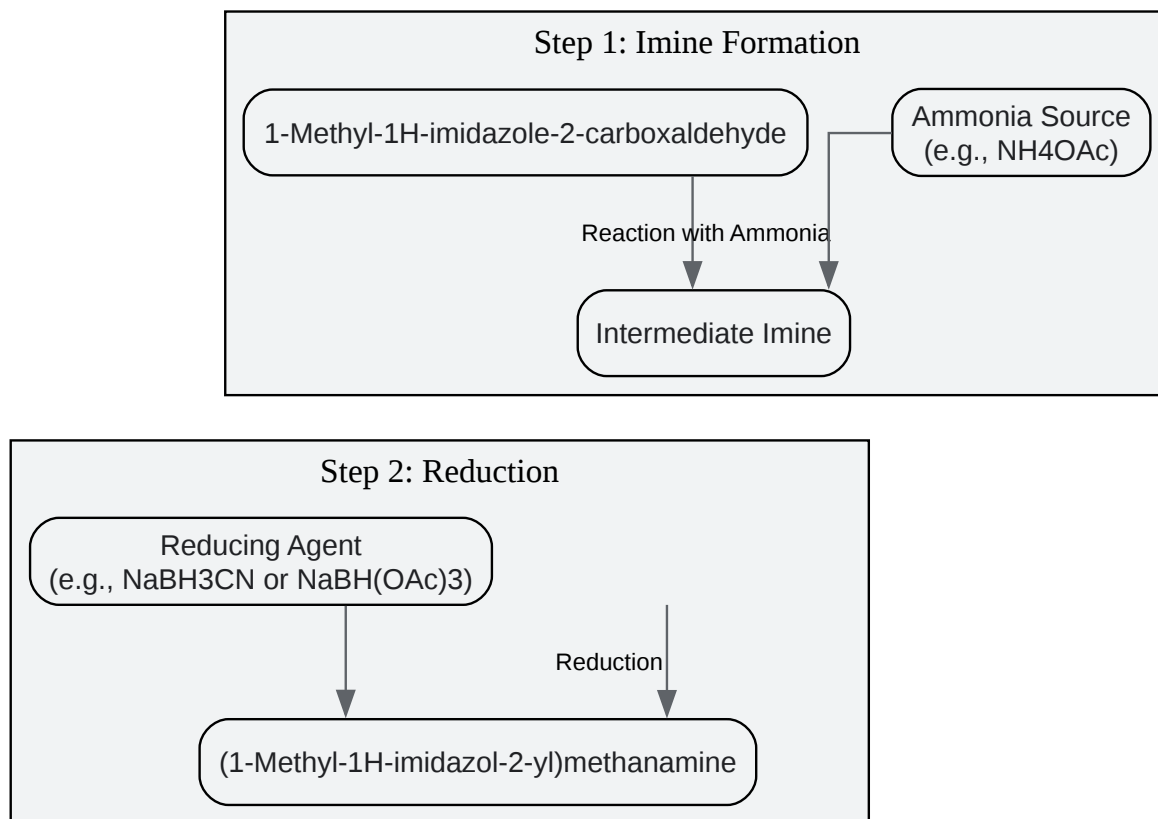 Step 1: Imine Formation
1-Methyl-1H-imidazole-2-carboxaldehyde
Ammonia Source
(e.g., NH4OAc)
Reaction with Ammonia
Intermediate Imine
Step 2: Reduction
Reducing Agent
(e.g., NaBH3CN or NaBH(OAc)3)
Reduction
(1-Methyl-1H-imidazol-2-yl)methanamine